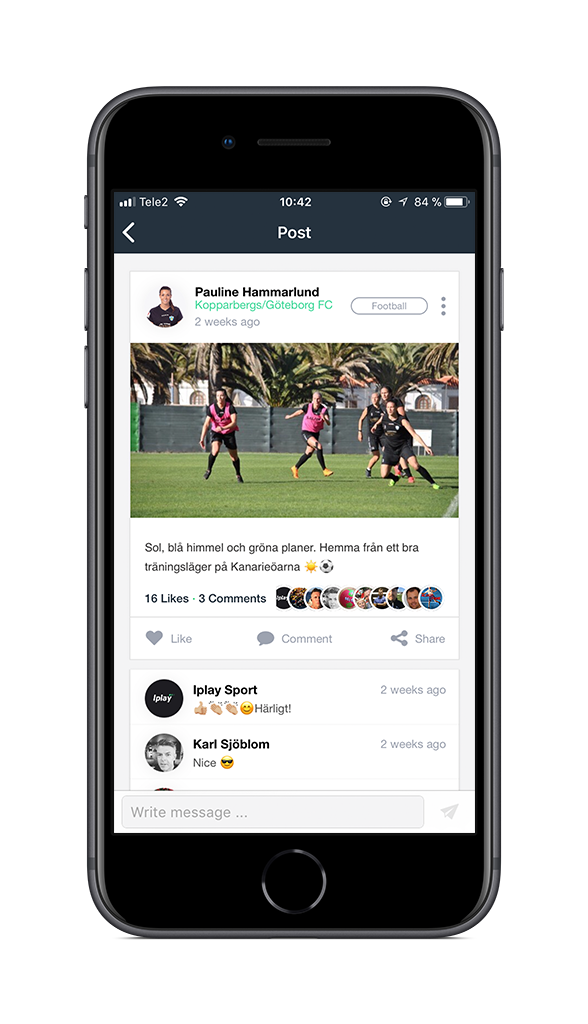 Tele2 10:42 84 %
Post
Pauline Hammarlund
Kopparbergs/Göteborg FC
Football
2 weeks ago
Sol, blå himmel och gröna planer. Hemma från ett bra
träningsläger på Kanarieöarna ☀️⚽
16 Likes · 3 Comments
Iplay
Like Comment Share
Iplay
Iplay Sport 2 weeks ago
👍🏼👏🏼👏🏼😊Härligt!
Karl Sjöblom 2 weeks ago
Nice 😎
Write message ...